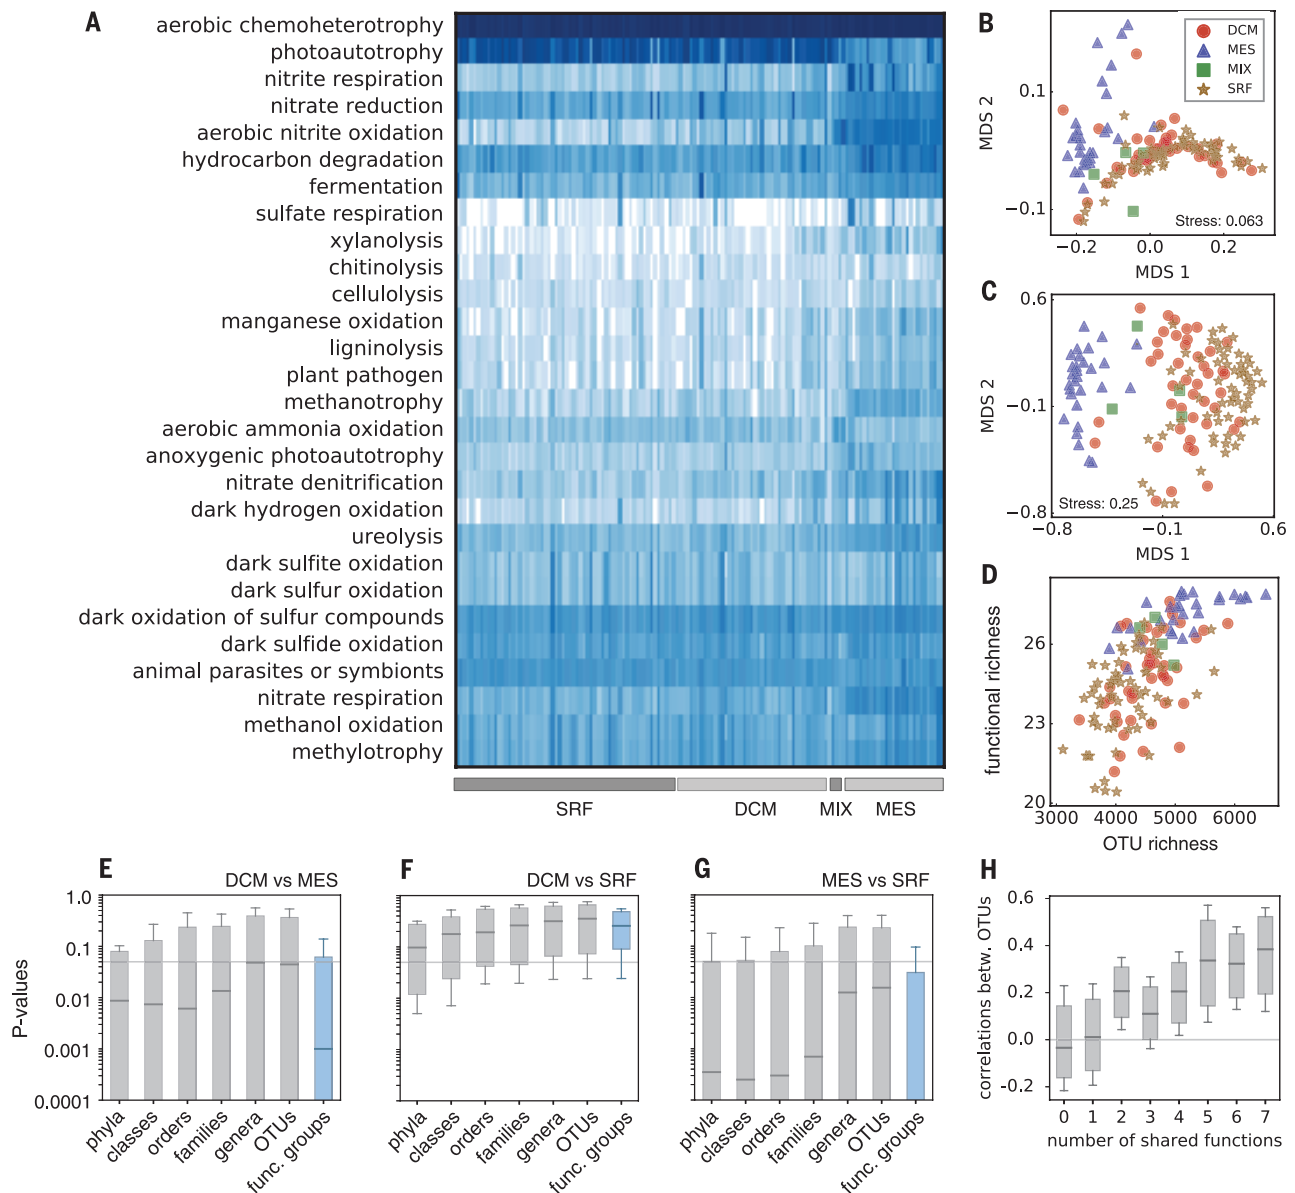 A
aerobic chemoheterotrophy
photoautotrophy
nitrite respiration
nitrate reduction
aerobic nitrite oxidation
hydrocarbon degradation
fermentation
sulfate respiration
xylanolysis
chitinolysis
cellulolysis
manganese oxidation
ligninolysis
plant pathogen
methanotrophy
aerobic ammonia oxidation
anoxygenic photoautotrophy
nitrate denitrification
dark hydrogen oxidation
ureolysis
dark sulfite oxidation
dark sulfur oxidation
dark oxidation of sulfur compounds
dark sulfide oxidation
animal parasites or symbionts
nitrate respiration
methanol oxidation
methylotrophy
SRF DCM MIX MES
B
DCM
MES
MIX
SRF
MDS 2
0.1
−0.1
Stress: 0.063
−0.2 0.0 0.2
MDS 1
C
0.6
MDS 2
−0.1
Stress: 0.25
−0.8
−0.8 −0.1 0.6
MDS 1
D
functional richness
26
23
20
3000 4000 5000 6000
OTU richness
E
DCM vs MES
P-values
1.0
0.1
0.01
0.001
0.0001
phyla
classes
orders
families
genera
OTUs
func. groups
F
DCM vs SRF
phyla
classes
orders
families
genera
OTUs
func. groups
G
MES vs SRF
phyla
classes
orders
families
genera
OTUs
func. groups
H
correlations betw. OTUs
0.6
0.4
0.2
0.0
−0.2
0 1 2 3 4 5 6 7
number of shared functions